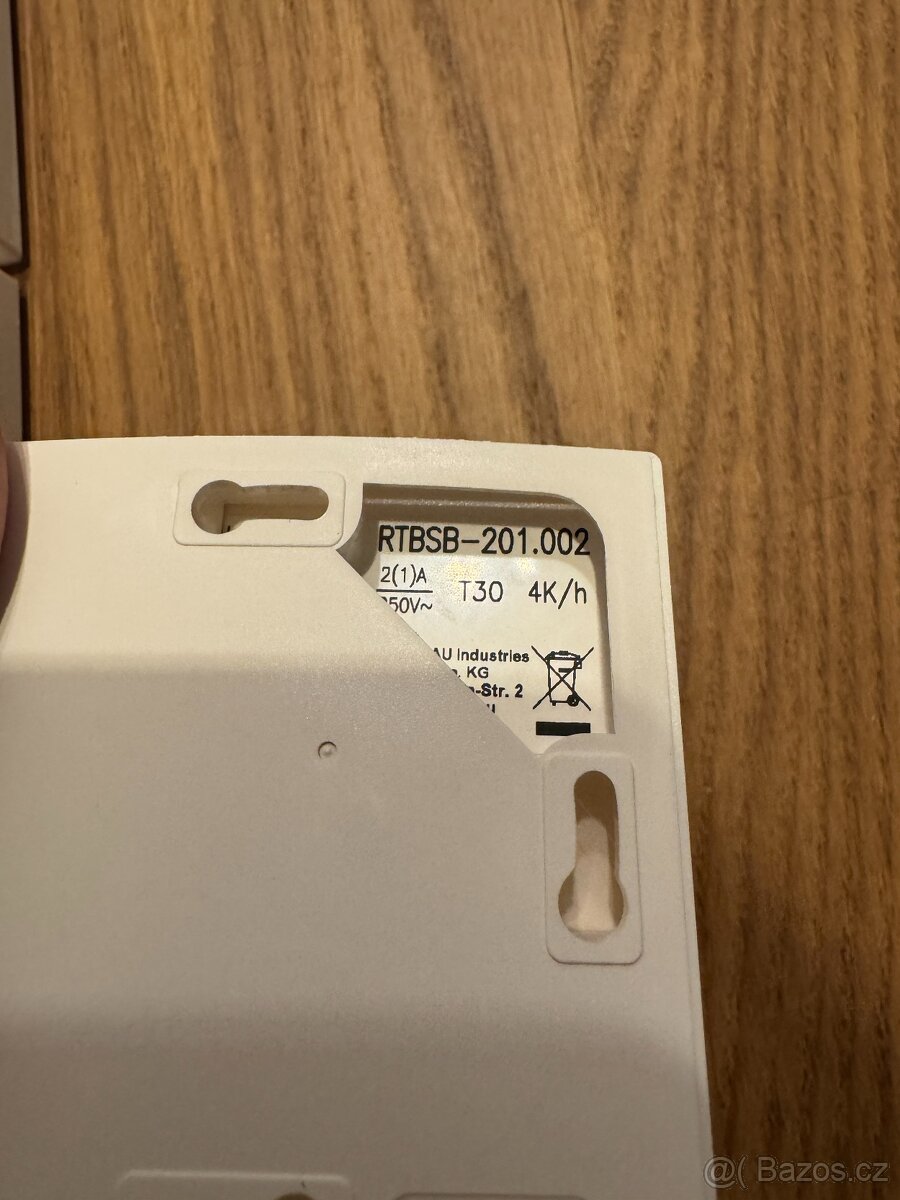 RTBSB-201.002
2(1)A T30 4K/h
250V~
AU Industries
KG
-Str. 2
@( Bazos.cz